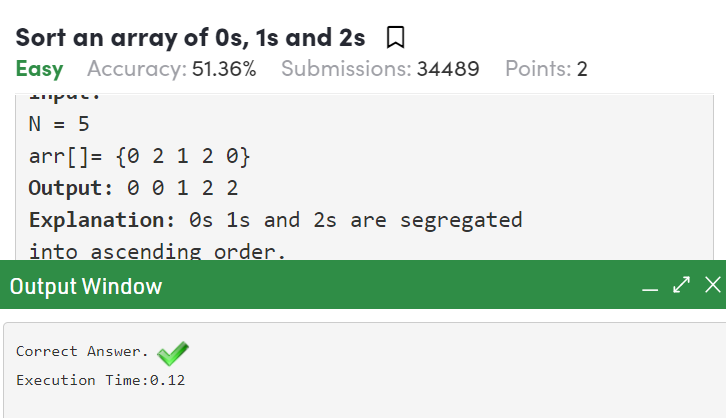 Sort an array of 0s, 1s and 2s
Easy Accuracy: 51.36% Submissions: 34489 Points: 2
Input:
N = 5
arr[]= {0 2 1 2 0}
Output: 0 0 1 2 2
Explanation: 0s 1s and 2s are segregated
into ascending order.
Output Window
Correct Answer.
Execution Time:0.12